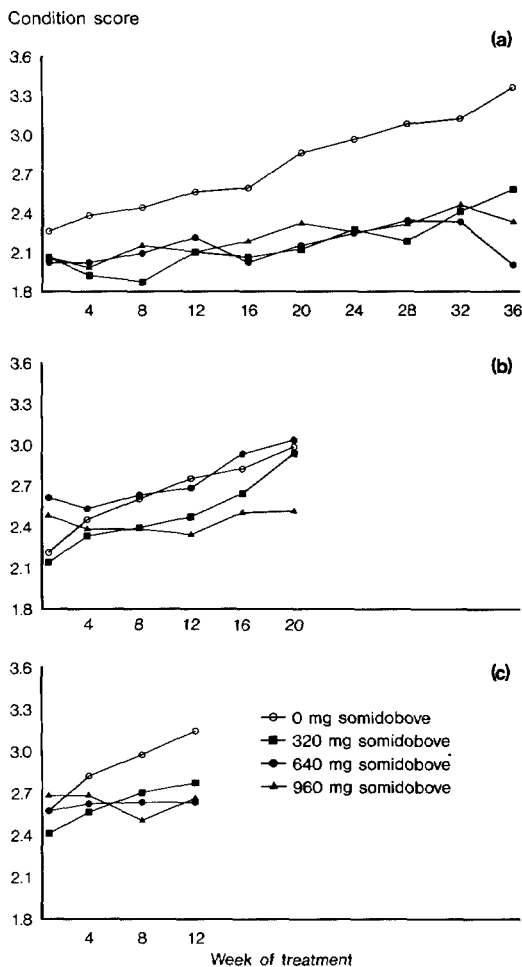 Condition score
(a)
3.6
3.3
3.0
2.7
2.4
2.1
1.8
4 8 12 16 20 24 28 32 36
(b)
3.6
3.3
3.0
2.7
2.4
2.1
1.8
4 8 12 16 20
(c)
3.6
3.3
3.0
2.7
2.4
2.1
1.8
0 mg somidobove
320 mg somidobove
640 mg somidobove
960 mg somidobove
4 8 12
Week of treatment